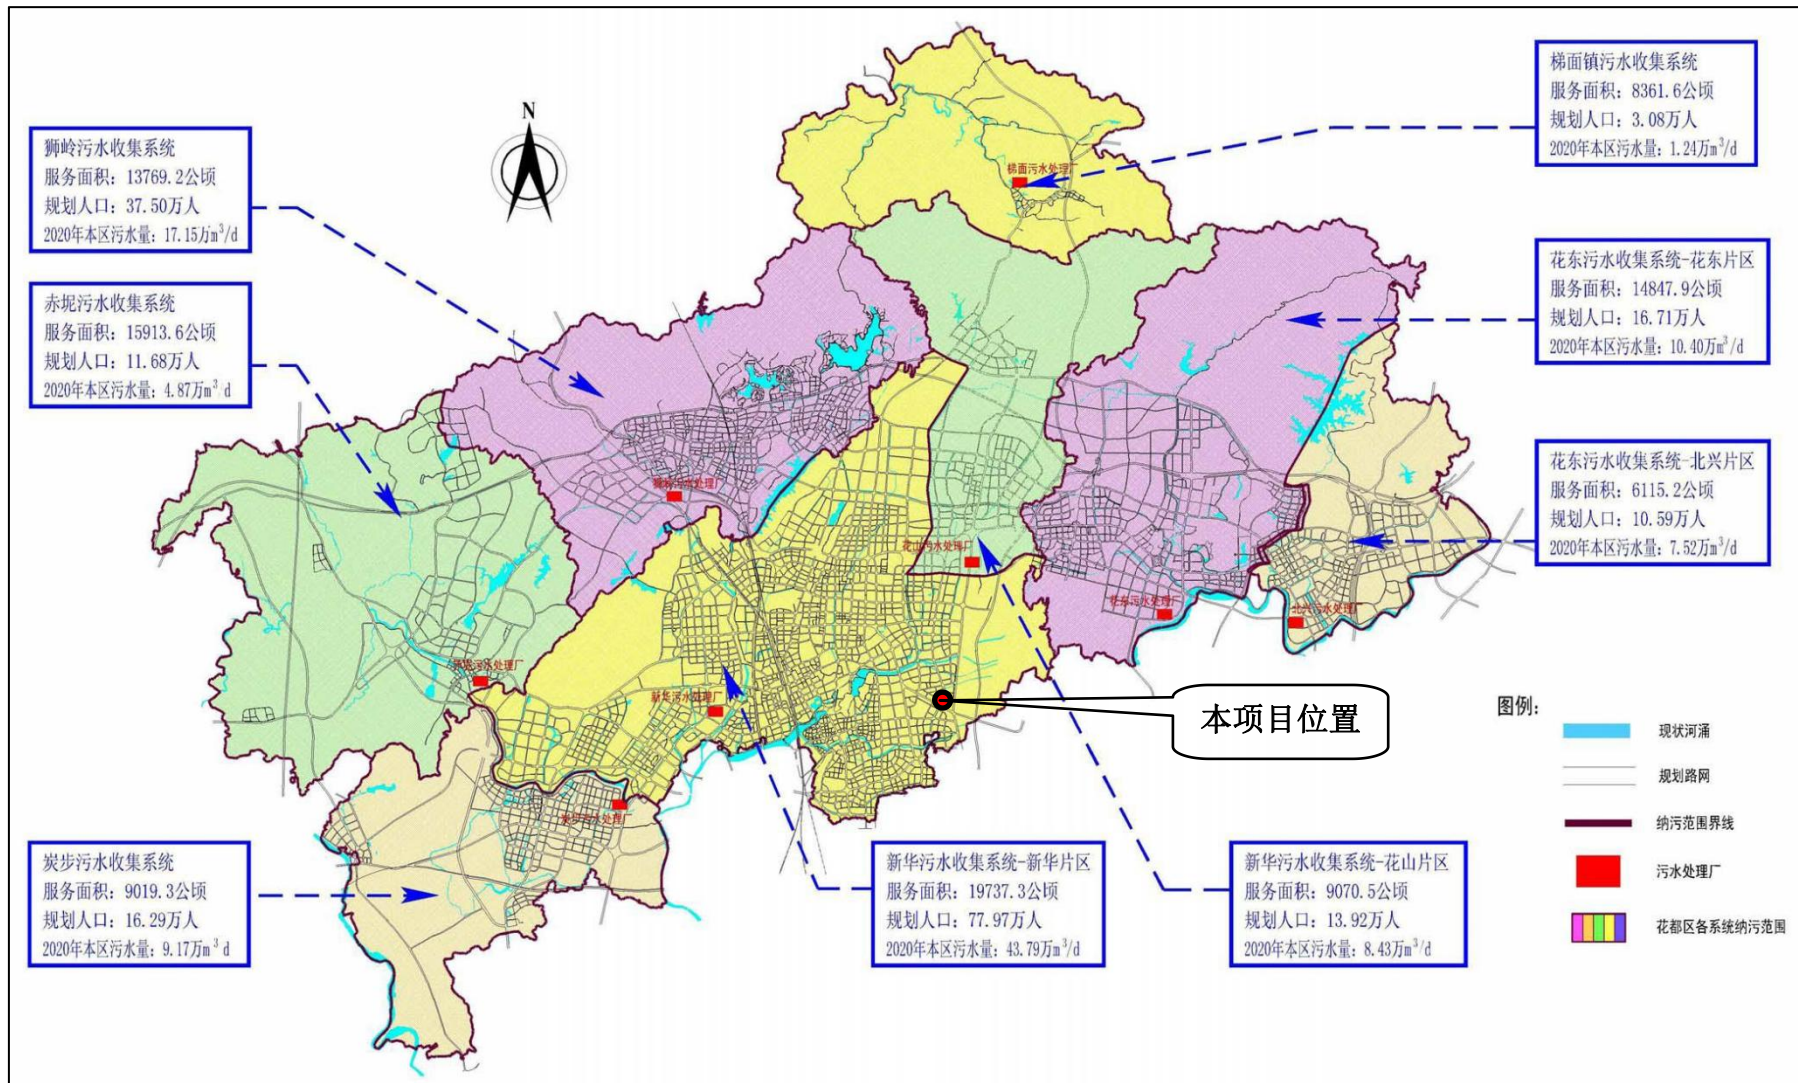 梯面镇污水收集系统
服务面积：8361.6公顷
规划人口：3.08万人
2020年本区污水量：1.24万m³/d
N
狮岭污水收集系统
服务面积：13769.2公顷
规划人口：37.50万人
2020年本区污水量：17.15万m³/d
梯面污水处理厂
花东污水收集系统-花东片区
服务面积：14847.9公顷
规划人口：16.71万人
2020年本区污水量：10.40万m³/d
赤坭污水收集系统
服务面积：15913.6公顷
规划人口：11.68万人
2020年本区污水量：4.87万m³/d
花东污水收集系统-北兴片区
服务面积：6115.2公顷
规划人口：10.59万人
2020年本区污水量：7.52万m³/d
狮岭污水处理厂
花山污水处理厂
花东污水处理厂
北兴污水处理厂
赤坭污水处理厂
新华污水处理厂
本项目位置
炭步污水处理厂
图例：
现状河涌
规划路网
纳污范围界线
污水处理厂
花都区各系统纳污范围
炭步污水收集系统
服务面积：9019.3公顷
规划人口：16.29万人
2020年本区污水量：9.17万m³ d
新华污水收集系统-新华片区
服务面积：19737.3公顷
规划人口：77.97万人
2020年本区污水量：43.79万m³/d
新华污水收集系统-花山片区
服务面积：9070.5公顷
规划人口：13.92万人
2020年本区污水量：8.43万m³/d